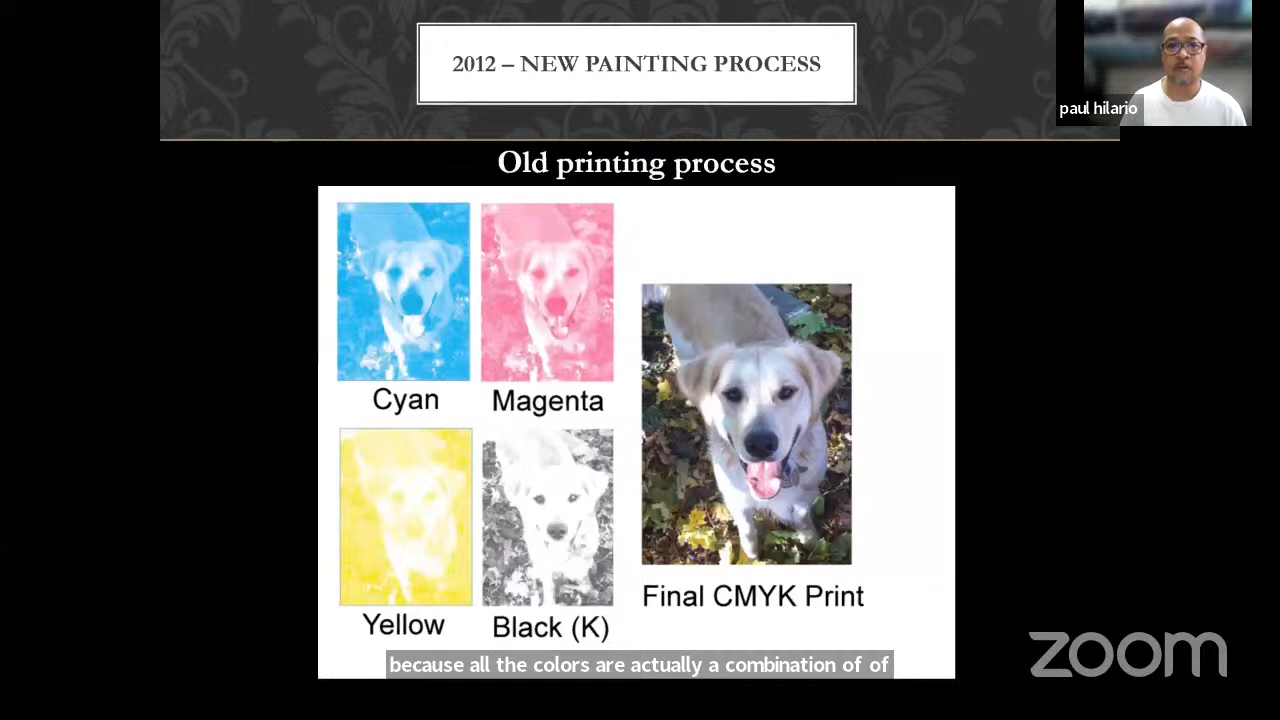 2012 – NEW PAINTING PROCESS
paul hilario
Old printing process
Cyan
Magenta
Yellow
Black (K)
Final CMYK Print
because all the colors are actually a combination of of
zoom